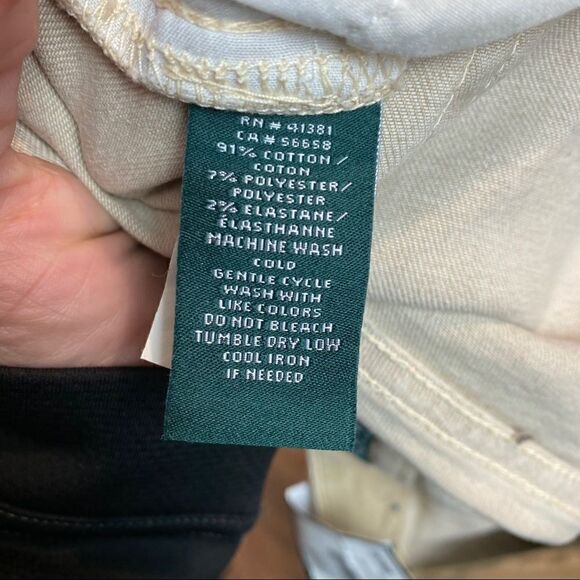 RN # 41381
CA # 56658
91% COTTON /
COTON
7% POLYESTER/
POLYESTER
2% ELASTANE/
ÉLASTHANNE
MACHINE WASH
COLD
GENTLE CYCLE
WASH WITH
LIKE COLORS
DO NOT BLEACH
TUMBLE DRY LOW
COOL IRON
IF NEEDED